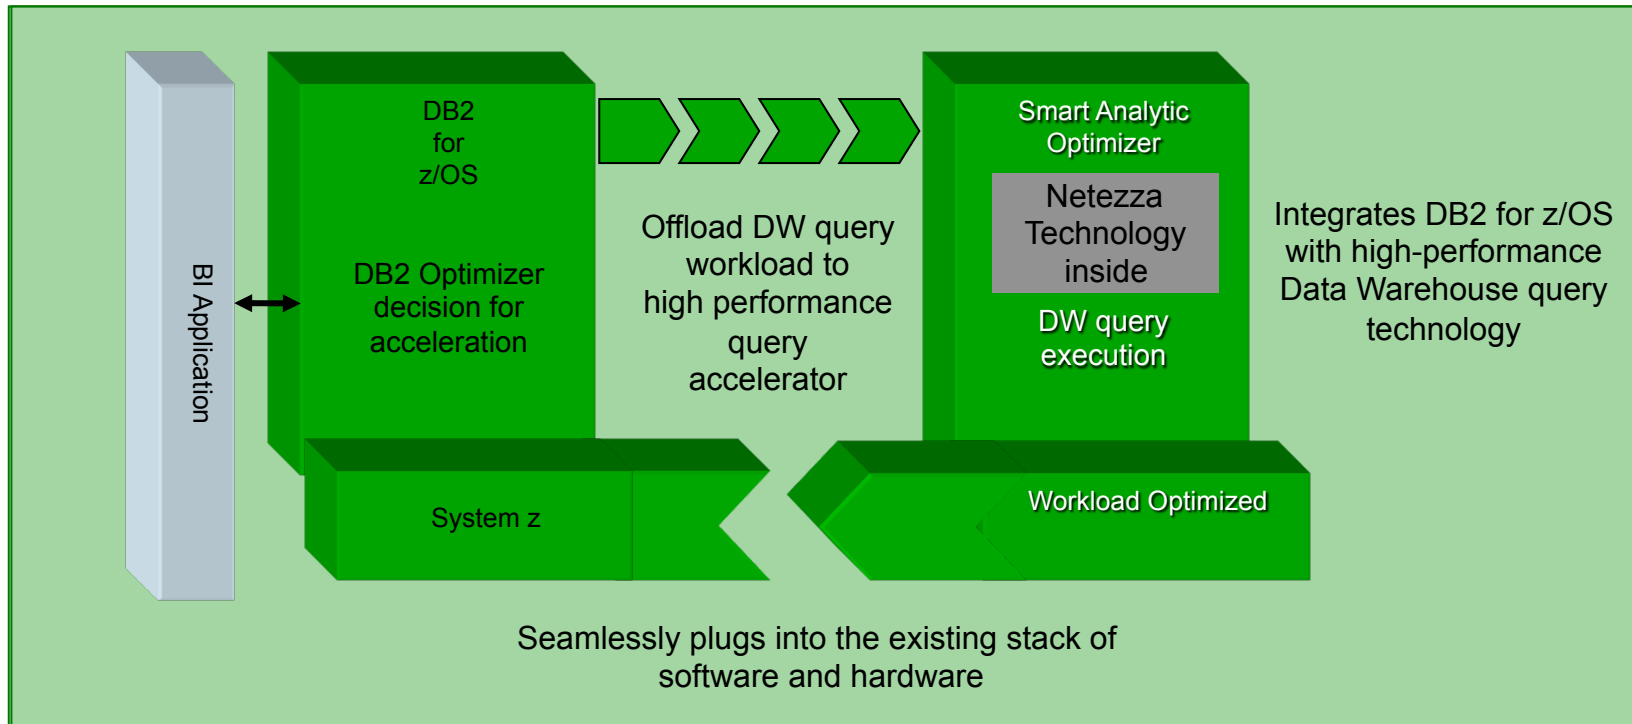 BI Application
DB2
for
z/OS
DB2 Optimizer
decision for
acceleration
Offload DW query
workload to
high performance
query
accelerator
Smart Analytic
Optimizer
Netezza
Technology
inside
DW query
execution
Integrates DB2 for z/OS
with high-performance
Data Warehouse query
technology
System z
Workload Optimized
Seamlessly plugs into the existing stack of
software and hardware